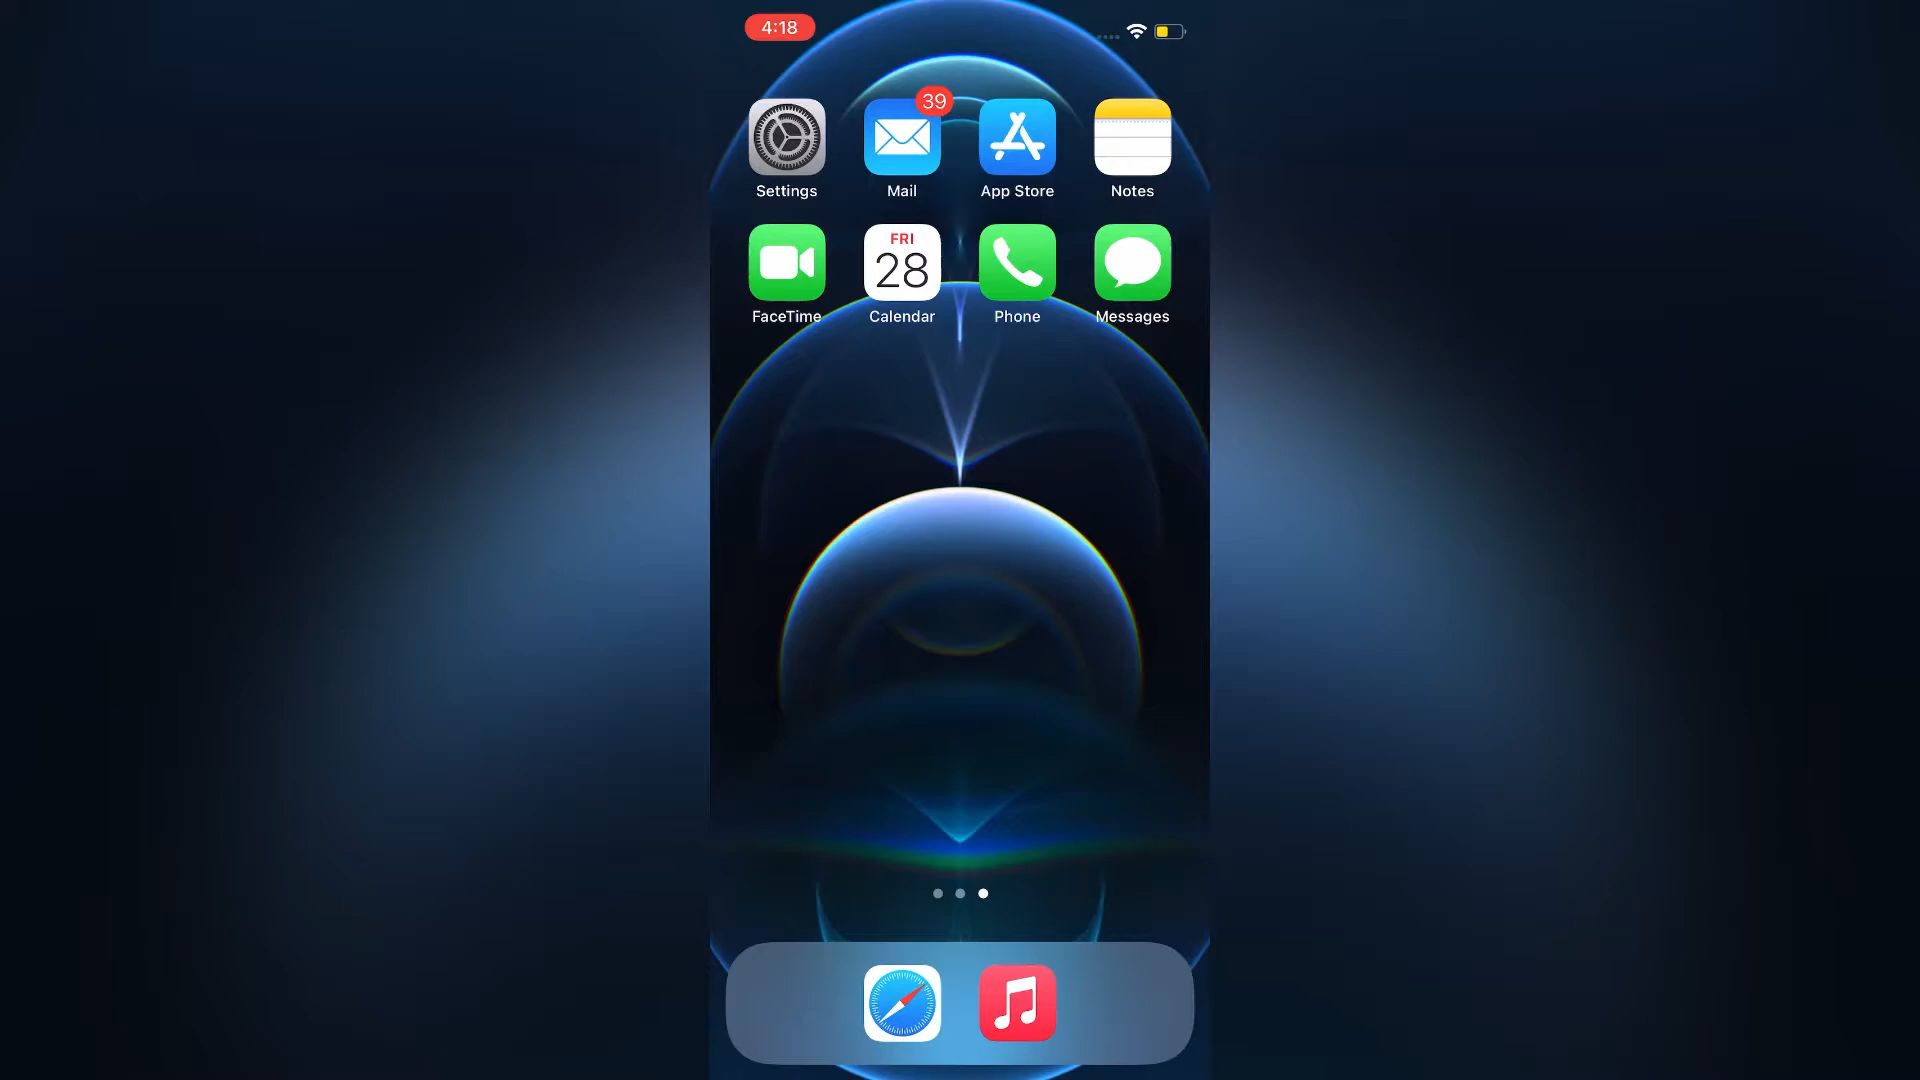 4:18
39
Settings Mail App Store Notes
FRI
28
FaceTime Calendar Phone Messages